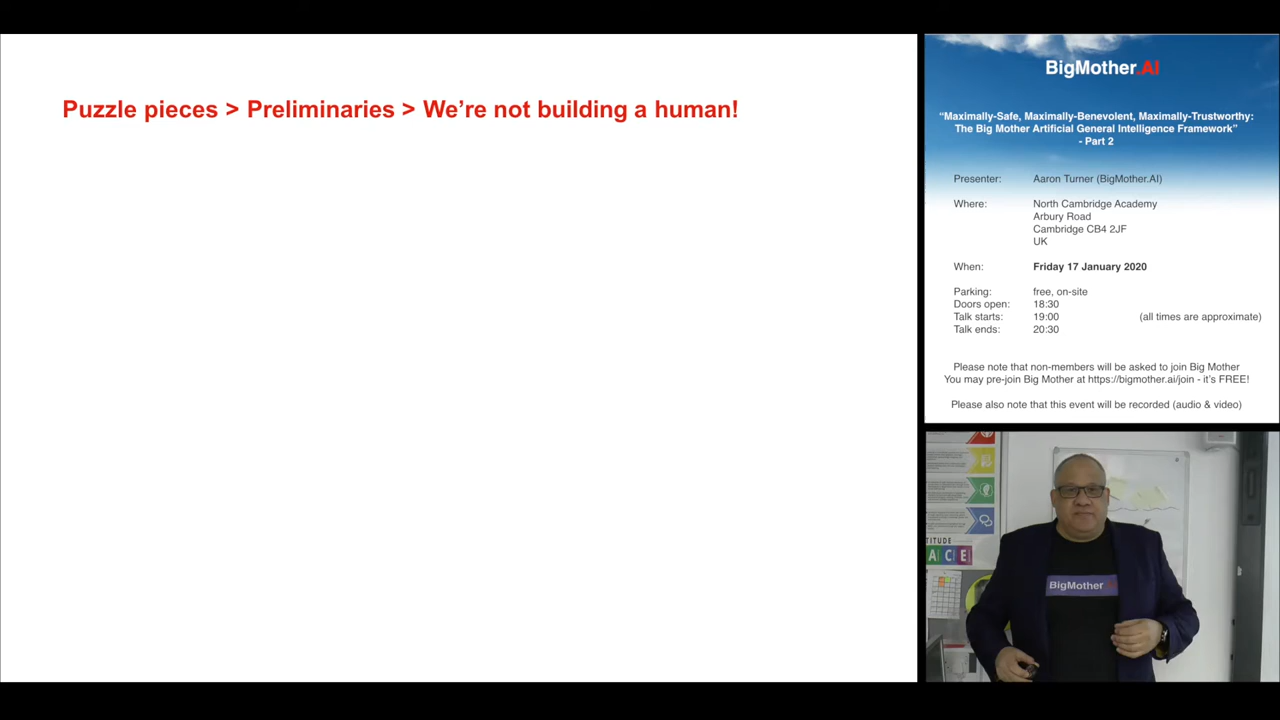 Puzzle pieces > Preliminaries > We’re not building a human!
BigMother.AI
“Maximally-Safe, Maximally-Benevolent, Maximally-Trustworthy:
The Big Mother Artificial General Intelligence Framework”
- Part 2
Presenter: Aaron Turner (BigMother.AI)
Where: North Cambridge Academy
Arbury Road
Cambridge CB4 2JF
UK
When: Friday 17 January 2020
Parking: free, on-site
Doors open: 18:30
Talk starts: 19:00 (all times are approximate)
Talk ends: 20:30
Please note that non-members will be asked to join Big Mother
You may pre-join Big Mother at https://bigmother.ai/join - it’s FREE!
Please also note that this event will be recorded (audio & video)
TITUDE
ACE
BigMother.AI